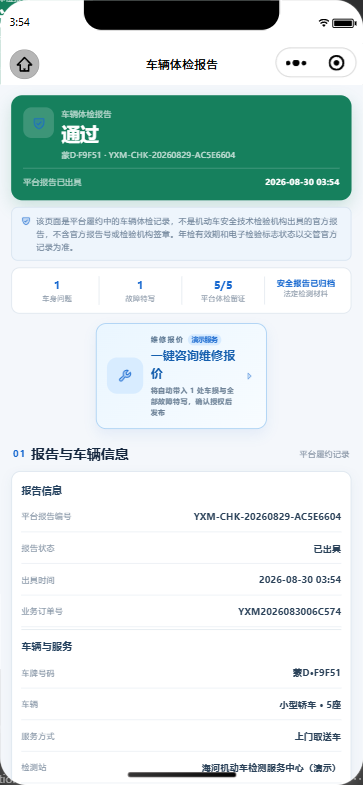 3:54
车辆体检报告
车辆体检报告
通过
蒙D·F9F51 · YXM-CHK-20260829-AC5E6604
平台报告已出具
2026-08-30 03:54
该页面是平台履约中的车辆体检记录，不是机动车安全技术检验机构出具的官方报
告，不含官方报告号或检验机构签章。年检有效期和电子检验标志状态以交管官方
记录为准。
1
1
5/5
安全报告已归档
车身问题
故障特写
平台体检留证
法定检测材料
维修报价 演示服务
一键咨询维修报
价
将自动带入 1 处车损与全
部故障特写，确认授权后
发布
01 报告与车辆信息
平台履约记录
报告信息
平台报告编号
YXM-CHK-20260829-AC5E6604
报告状态
已出具
出具时间
2026-08-30 03:54
业务订单号
YXM2026083006C574
车辆与服务
车牌号码
蒙D•F9F51
车辆
小型轿车 • 5座
服务方式
上门取送车
检测站
海河机动车检测服务中心（演示）